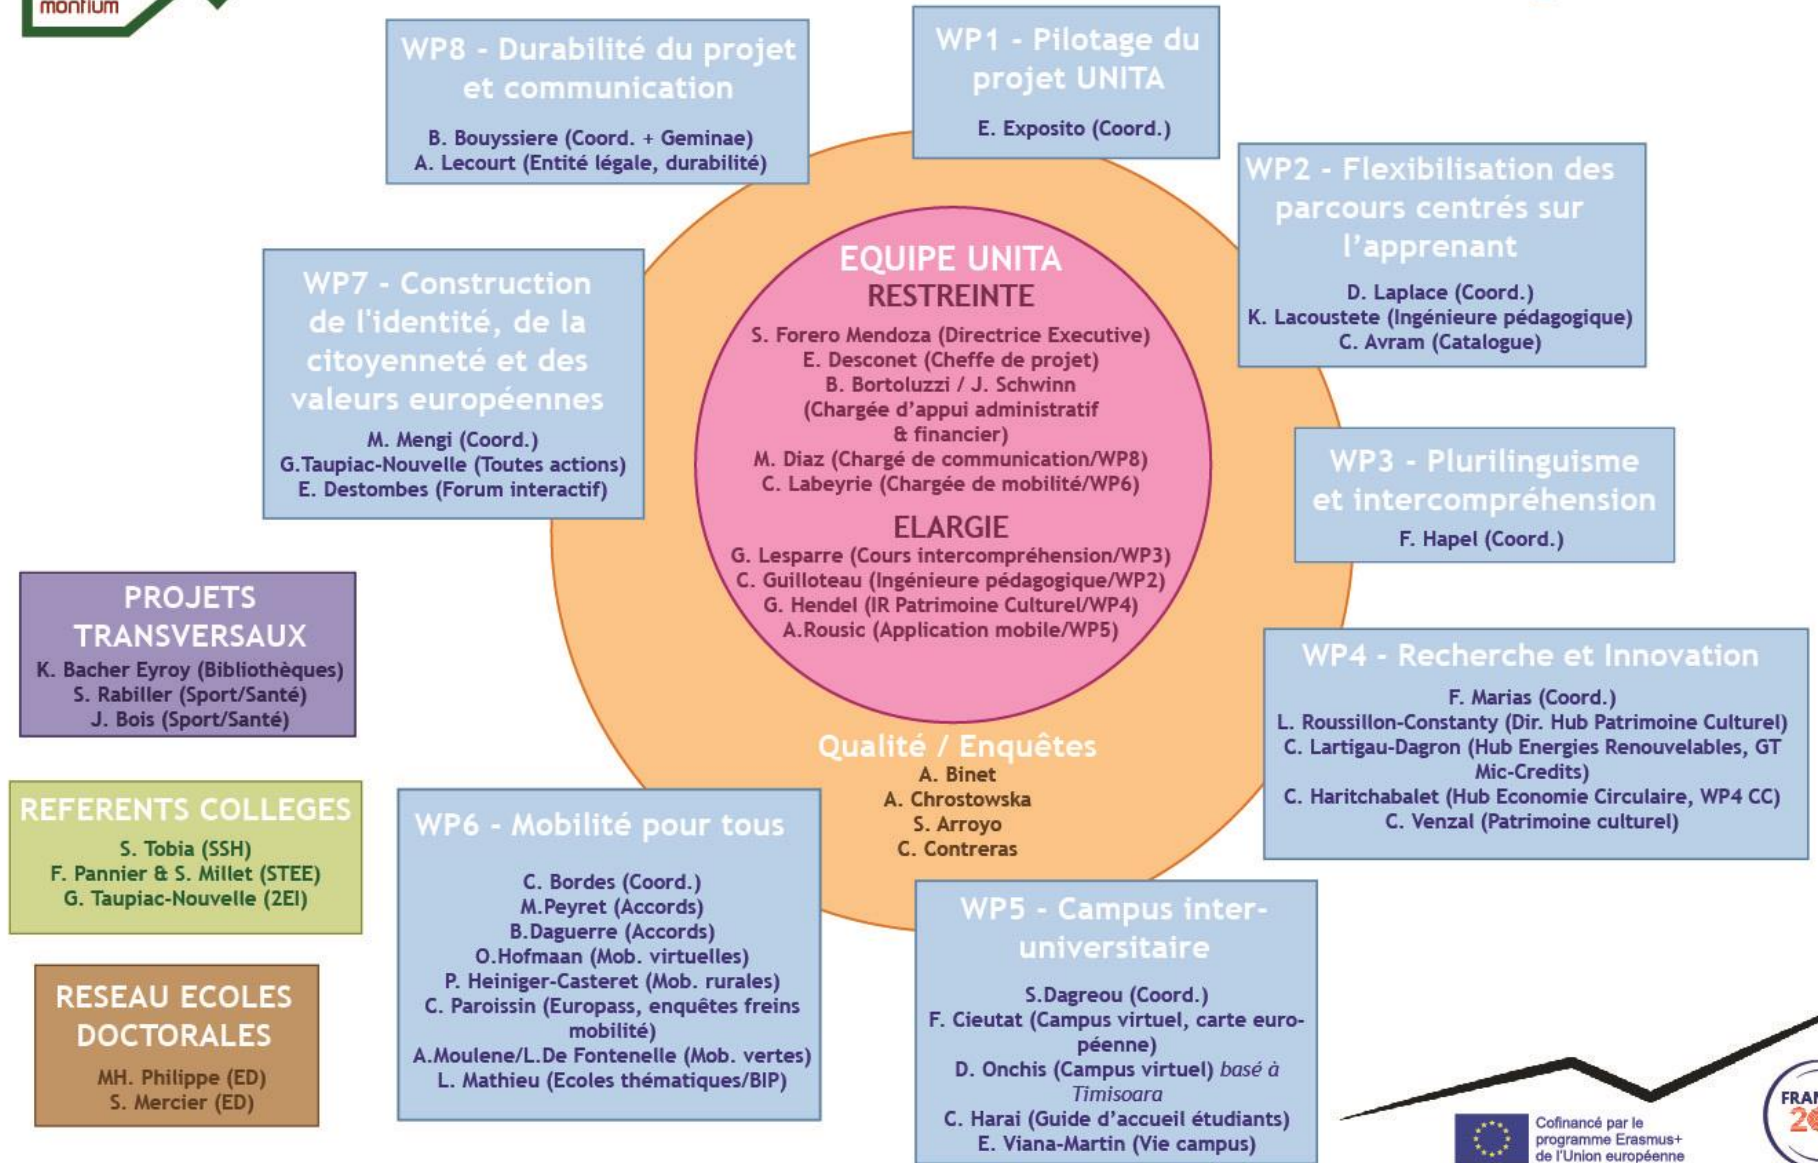 montium
WP8 - Durabilité du projet
et communication
B. Bouyssiere (Coord. + Geminae)
A. Lecourt (Entité légale, durabilité)
WP1 - Pilotage du
projet UNITA
E. Exposito (Coord.)
WP2 - Flexibilisation des
parcours centrés sur
l'apprenant
D. Laplace (Coord.)
K. Lacoustete (Ingénieure pédagogique)
C. Avram (Catalogue)
WP7 - Construction
de l'identité, de la
citoyenneté et des
valeurs européennes
M. Mengi (Coord.)
G.Taupiac-Nouvelle (Toutes actions)
E. Destombes (Forum interactif)
EQUIPE UNITA
RESTREINTE
S. Forero Mendoza (Directrice Executive)
E. Desconet (Cheffe de projet)
B. Bortoluzzi / J. Schwinn
(Chargée d'appui administratif
& financier)
M. Diaz (Chargé de communication/WP8)
C. Labeyrie (Chargée de mobilité/WP6)
ELARGIE
G. Lesparre (Cours intercompréhension/WP3)
C. Guilloteau (Ingénieure pédagogique/WP2)
G. Hendel (IR Patrimoine Culturel/WP4)
A.Rousic (Application mobile/WP5)
WP3 - Plurilinguisme
et intercompréhension
F. Hapel (Coord.)
PROJETS
TRANSVERSAUX
K. Bacher Eyroy (Bibliothèques)
S. Rabiller (Sport/Santé)
J. Bois (Sport/Santé)
WP4 - Recherche et Innovation
F. Marias (Coord.)
L. Roussillon-Constanty (Dir. Hub Patrimoine Culturel)
C. Lartigau-Dagron (Hub Energies Renouvelables, GT
Mic-Credits)
C. Haritchabalet (Hub Economie Circulaire, WP4 CC)
C. Venzal (Patrimoine culturel)
Qualité / Enquêtes
A. Binet
A. Chrostowska
S. Arroyo
C. Contreras
REFERENTS COLLEGES
S. Tobia (SSH)
F. Pannier & S. Millet (STEE)
G. Taupiac-Nouvelle (2EI)
WP6 - Mobilité pour tous
C. Bordes (Coord.)
M.Peyret (Accords)
B.Daguerre (Accords)
O.Hofmaan (Mob. virtuelles)
P. Heiniger-Casteret (Mob. rurales)
C. Paroissin (Europass, enquêtes freins
mobilité)
A.Moulene/L.De Fontenelle (Mob. vertes)
L. Mathieu (Ecoles thématiques/BIP)
WP5 - Campus inter-
universitaire
S.Dagreou (Coord.)
F. Cieutat (Campus virtuel, carte euro-
péenne)
D. Onchis (Campus virtuel) basé à
Timisoara
C. Harai (Guide d'accueil étudiants)
E. Viana-Martin (Vie campus)
RESEAU ECOLES
DOCTORALES
MH. Philippe (ED)
S. Mercier (ED)
Cofinancé par le
programme Erasmus+
de l'Union européenne